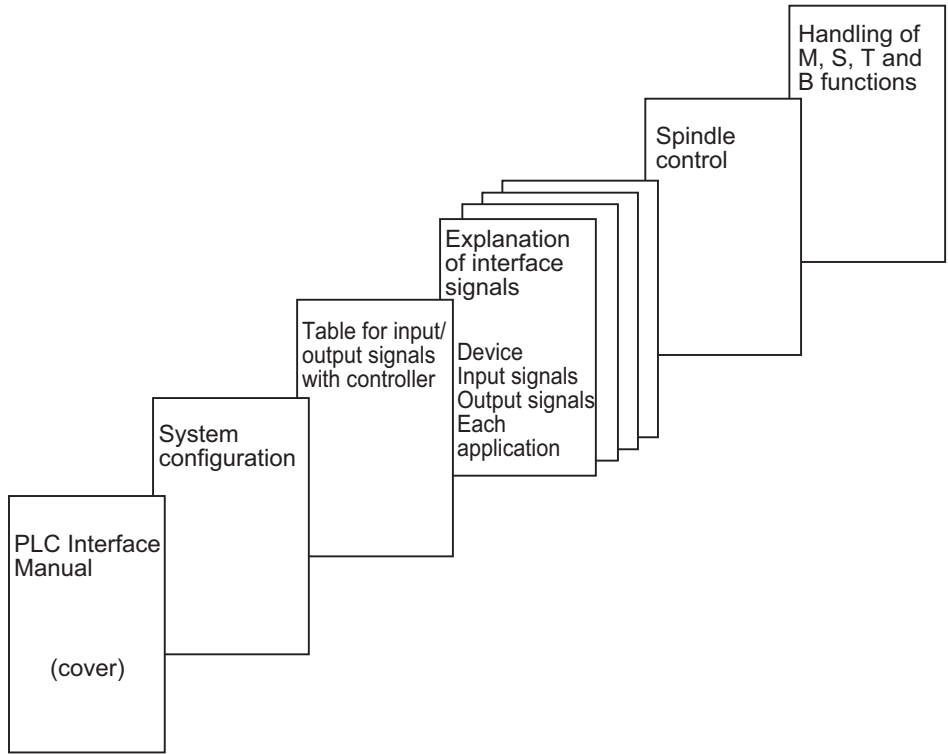 Handling of
M, S, T and
B functions
Spindle
control
Explanation
of interface
signals
Device
Input signals
Output signals
Each
application
Table for input/
output signals
with controller
System
configuration
PLC Interface
Manual
(cover)